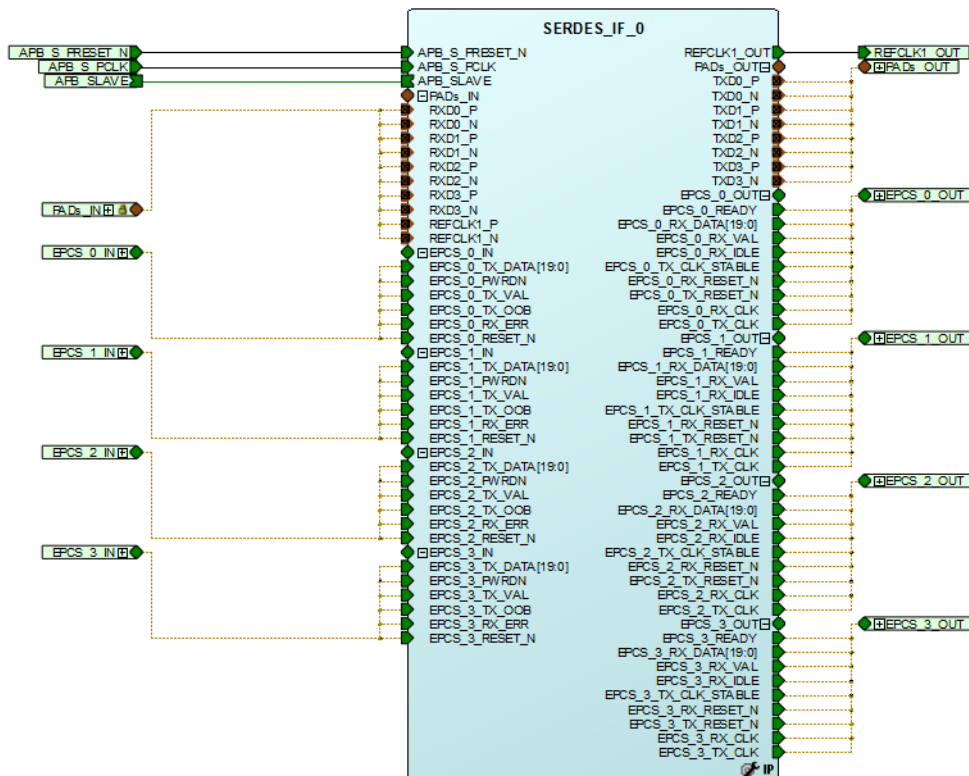 SERDES_IF_0
APB_S_PRESET_N
APB_S_PCLK
APB_SLAVE
PADs_IN
EPCS_0_IN
EPCS_1_IN
EPCS_2_IN
EPCS_3_IN
APB_S_PRESET_N
APB_S_PCLK
APB_SLAVE
PADs_IN
RXD0_P
RXD0_N
RXD1_P
RXD1_N
RXD2_P
RXD2_N
RXD3_P
RXD3_N
REFCLK1_P
REFCLK1_N
EPCS_0_IN
EPCS_0_TX_DATA[19:0]
EPCS_0_PWRDN
EPCS_0_TX_VAL
EPCS_0_TX_OOB
EPCS_0_RX_ERR
EPCS_0_RESET_N
EPCS_1_IN
EPCS_1_TX_DATA[19:0]
EPCS_1_PWRDN
EPCS_1_TX_VAL
EPCS_1_TX_OOB
EPCS_1_RX_ERR
EPCS_1_RESET_N
EPCS_2_IN
EPCS_2_TX_DATA[19:0]
EPCS_2_PWRDN
EPCS_2_TX_VAL
EPCS_2_TX_OOB
EPCS_2_RX_ERR
EPCS_2_RESET_N
EPCS_3_IN
EPCS_3_TX_DATA[19:0]
EPCS_3_PWRDN
EPCS_3_TX_VAL
EPCS_3_TX_OOB
EPCS_3_RX_ERR
EPCS_3_RESET_N
REFCLK1_OUT
PADs_OUT
TXD0_P
TXD0_N
TXD1_P
TXD1_N
TXD2_P
TXD2_N
TXD3_P
TXD3_N
EPCS_0_OUT
EPCS_0_READY
EPCS_0_RX_DATA[19:0]
EPCS_0_RX_VAL
EPCS_0_RX_IDLE
EPCS_0_TX_CLK_STABLE
EPCS_0_RX_RESET_N
EPCS_0_TX_RESET_N
EPCS_0_RX_CLK
EPCS_0_TX_CLK
EPCS_1_OUT
EPCS_1_READY
EPCS_1_RX_DATA[19:0]
EPCS_1_RX_VAL
EPCS_1_RX_IDLE
EPCS_1_TX_CLK_STABLE
EPCS_1_RX_RESET_N
EPCS_1_TX_RESET_N
EPCS_1_RX_CLK
EPCS_1_TX_CLK
EPCS_2_OUT
EPCS_2_READY
EPCS_2_RX_DATA[19:0]
EPCS_2_RX_VAL
EPCS_2_RX_IDLE
EPCS_2_TX_CLK_STABLE
EPCS_2_RX_RESET_N
EPCS_2_TX_RESET_N
EPCS_2_RX_CLK
EPCS_2_TX_CLK
EPCS_3_OUT
EPCS_3_READY
EPCS_3_RX_DATA[19:0]
EPCS_3_RX_VAL
EPCS_3_RX_IDLE
EPCS_3_TX_CLK_STABLE
EPCS_3_RX_RESET_N
EPCS_3_TX_RESET_N
EPCS_3_RX_CLK
EPCS_3_TX_CLK
IP
REFCLK1_OUT
PADs_OUT
EPCS_0_OUT
EPCS_1_OUT
EPCS_2_OUT
EPCS_3_OUT